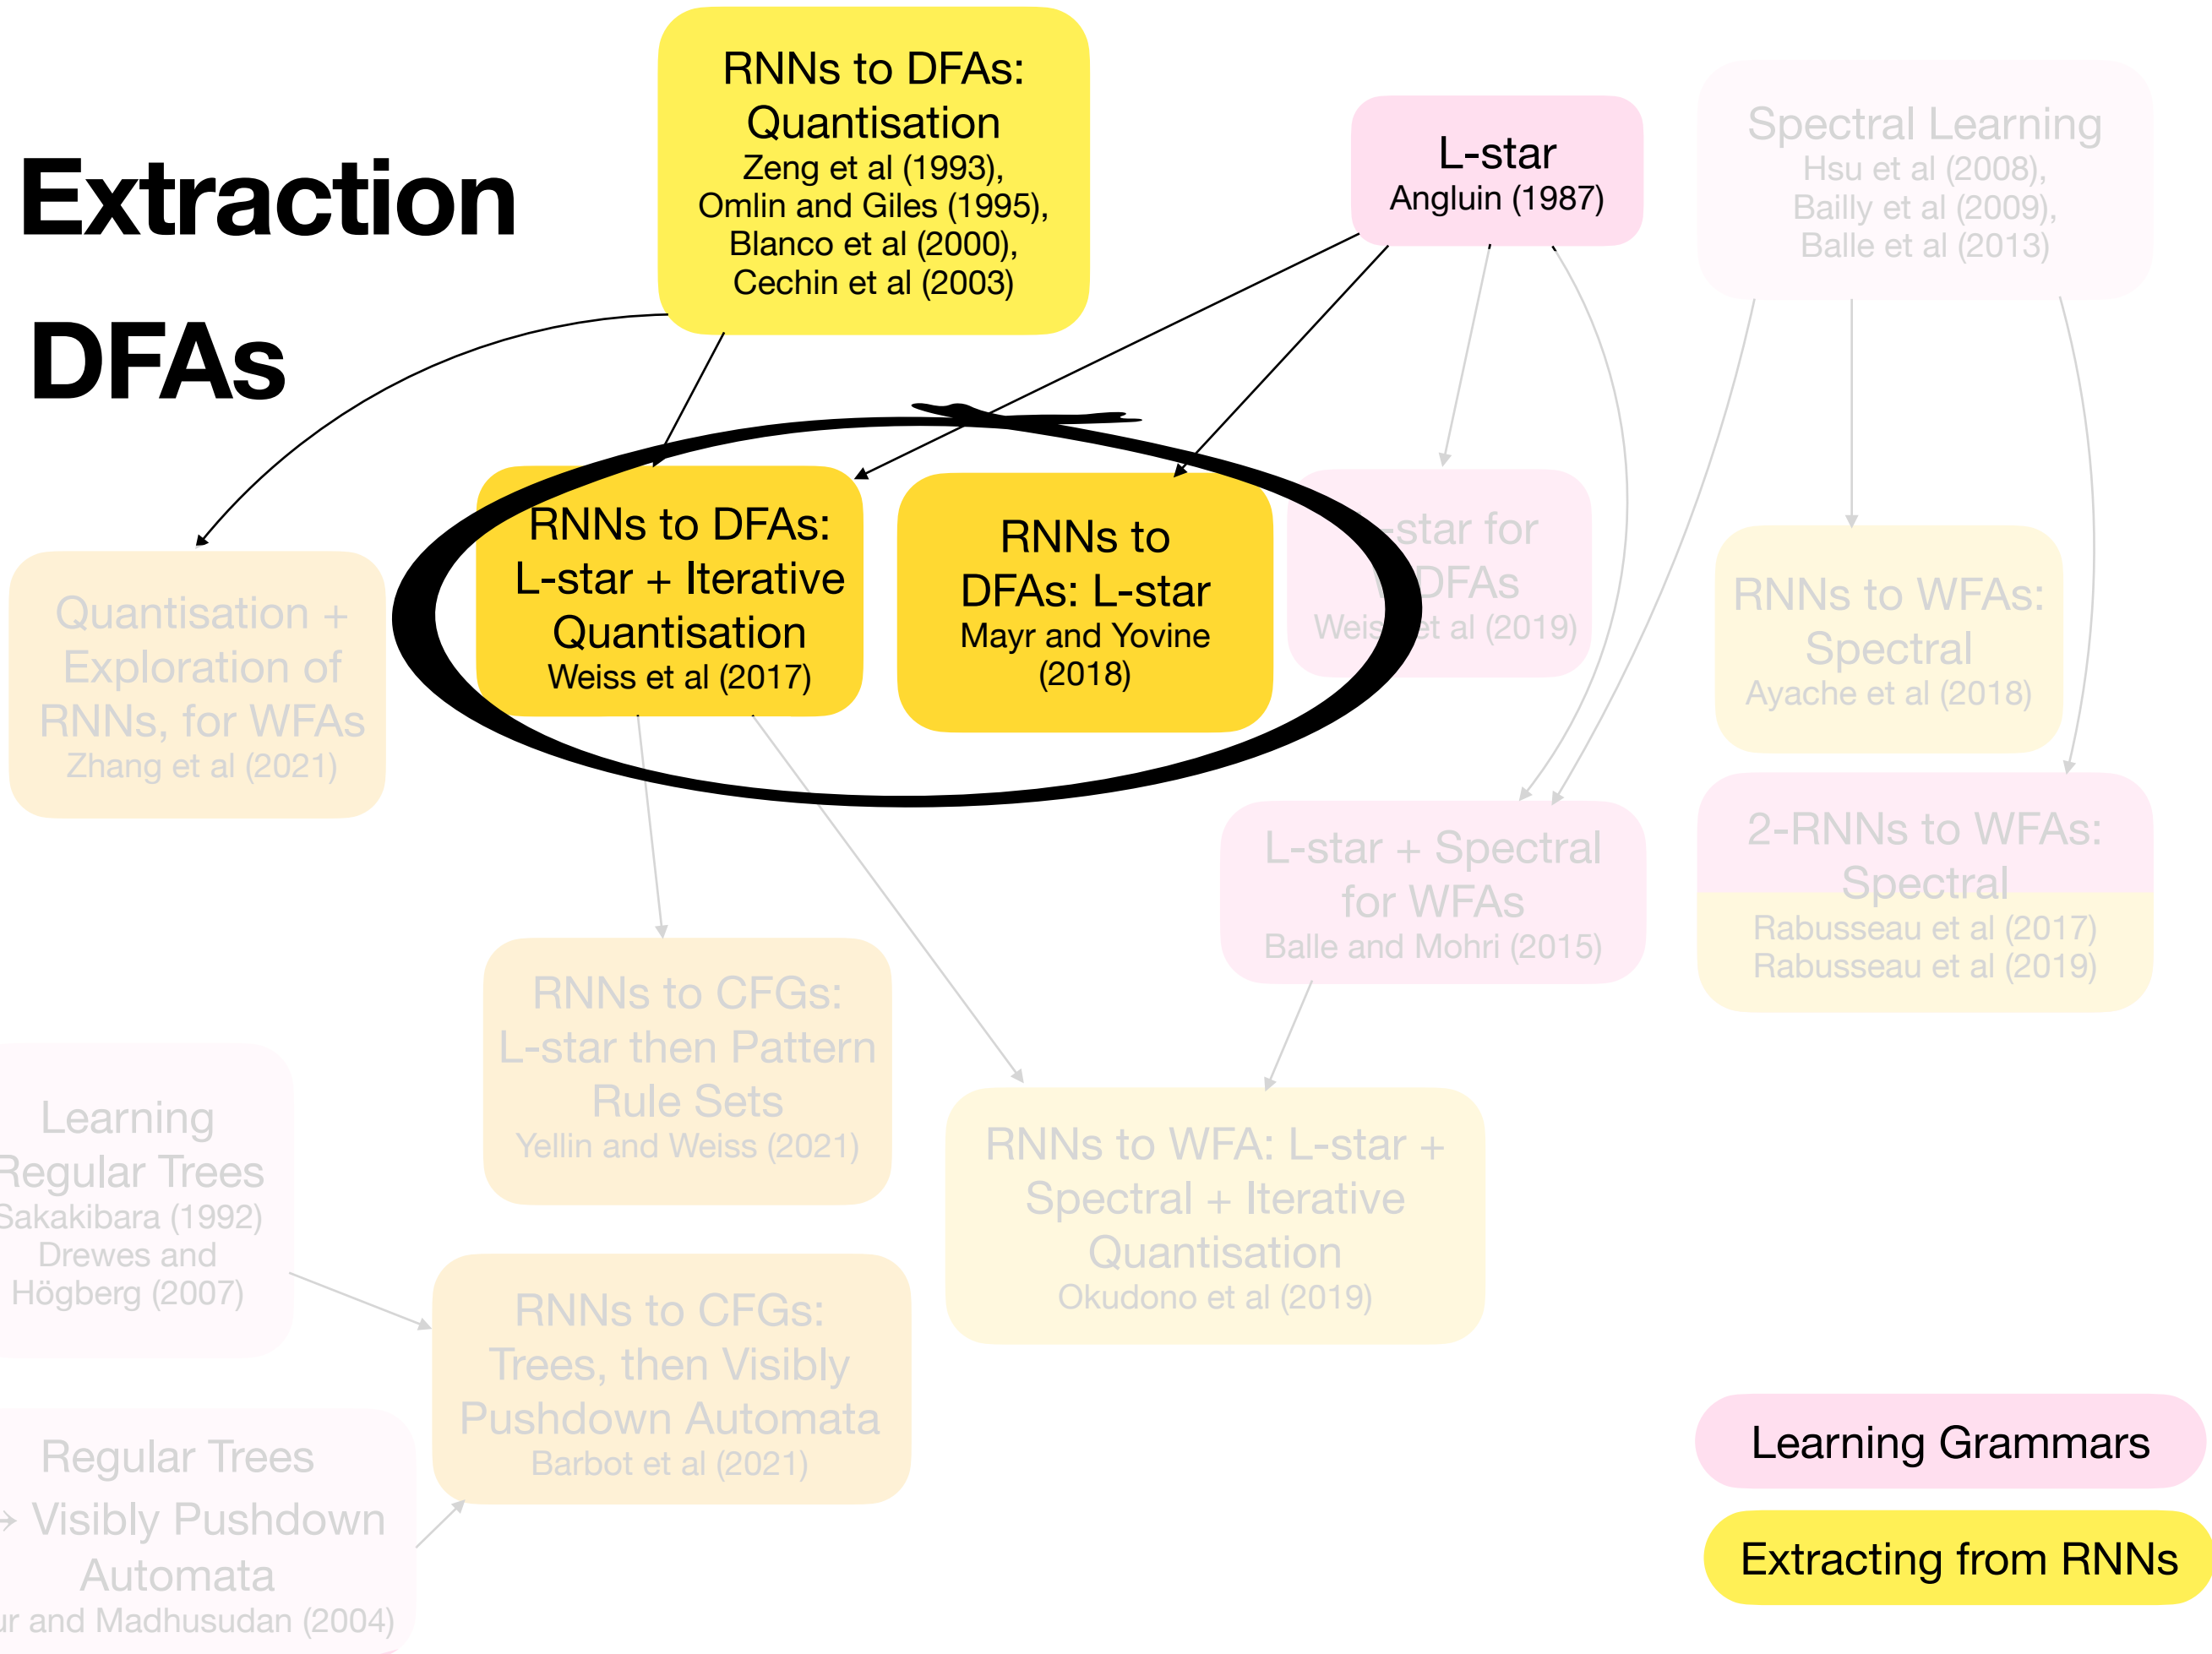 Extraction
DFAs
RNNs to DFAs:
Quantisation
Zeng et al (1993),
Omlin and Giles (1995),
Blanco et al (2000),
Cechin et al (2003)
L-star
Angluin (1987)
Spectral Learning
Hsu et al (2008),
Bailly et al (2009),
Balle et al (2013)
Quantisation +
Exploration of
RNNs, for WFAs
Zhang et al (2021)
RNNs to DFAs:
L-star + Iterative
Quantisation
Weiss et al (2017)
RNNs to
DFAs: L-star
Mayr and Yovine
(2018)
-star for
DFAs
Weiss et al (2019)
RNNs to WFAs:
Spectral
Ayache et al (2018)
2-RNNs to WFAs:
Spectral
Rabusseau et al (2017)
Rabusseau et al (2019)
L-star + Spectral
for WFAs
Balle and Mohri (2015)
RNNs to CFGs:
L-star then Pattern
Rule Sets
Yellin and Weiss (2021)
RNNs to WFA: L-star +
Spectral + Iterative
Quantisation
Okudono et al (2019)
Learning
Regular Trees
Sakakibara (1992)
Drewes and
Högberg (2007)
RNNs to CFGs:
Trees, then Visibly
Pushdown Automata
Barbot et al (2021)
Regular Trees
→ Visibly Pushdown
Automata
ur and Madhusudan (2004)
Learning Grammars
Extracting from RNNs